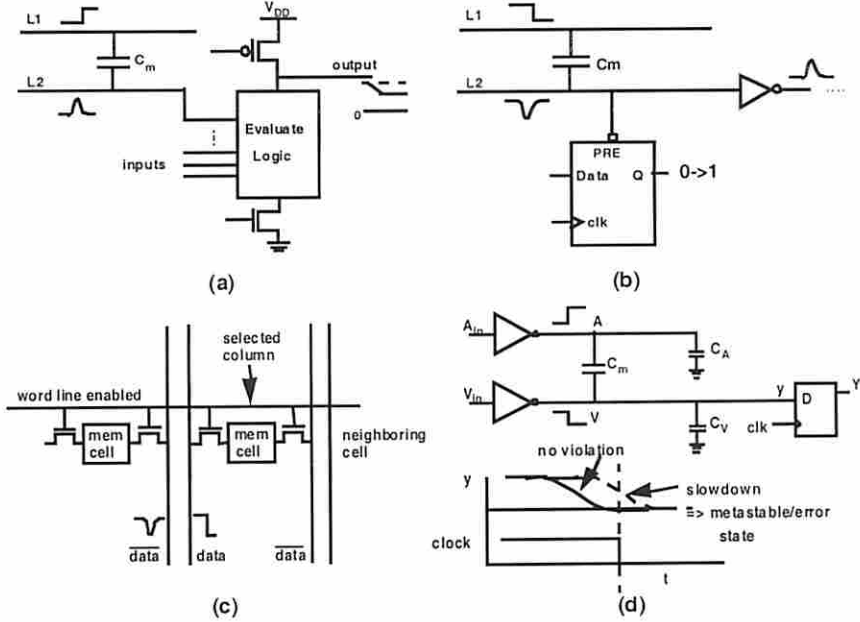 L1
C_m
L2
V_DD
output
0
Evaluate
Logic
inputs
(a)
L1
Cm
L2
....
PRE
Data Q
0->1
clk
(b)
selected
column
word line enabled
mem
cell
mem
cell
neighboring
cell
data data data
(c)
A_in
A
C_m
C_A
V_in
V
y
D
Y
clk
C_V
no violation
y
slowdown
=> metastable/error
state
clock
t
(d)